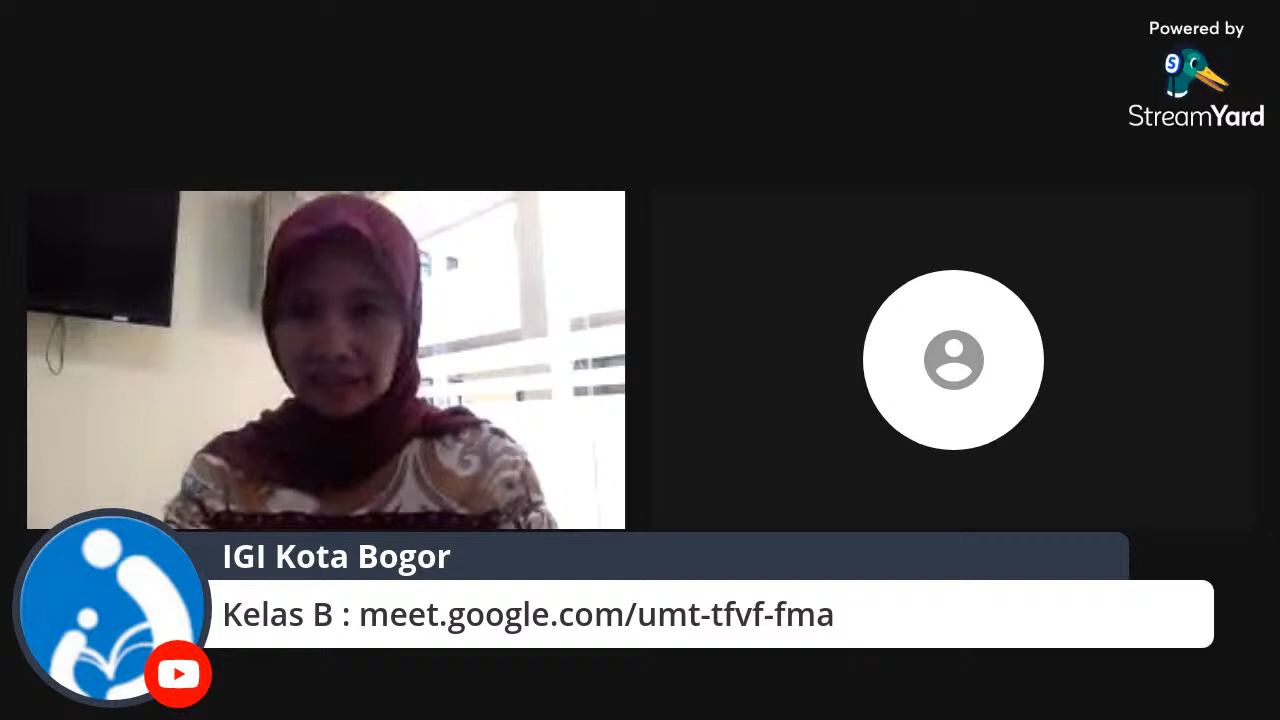 Powered by
S
StreamYard
IGI Kota Bogor
Kelas B : meet.google.com/umt-tfvf-fma